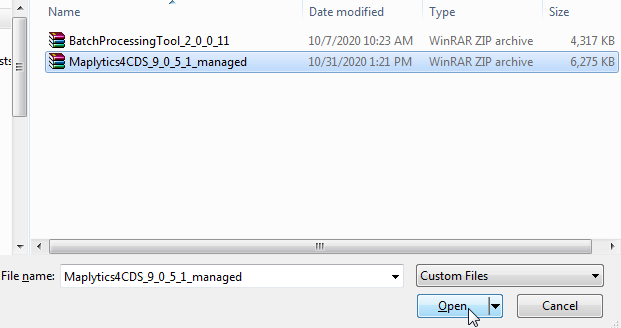 Name Date modified Type Size
BatchProcessingTool_2_0_0_11 10/7/2020 10:23 AM WinRAR ZIP archive 4,317 KB
sts
Maplytics4CDS_9_0_5_1_managed 10/31/2020 1:21 PM WinRAR ZIP archive 6,275 KB
File name: Maplytics4CDS_9_0_5_1_managed Custom Files
Open Cancel